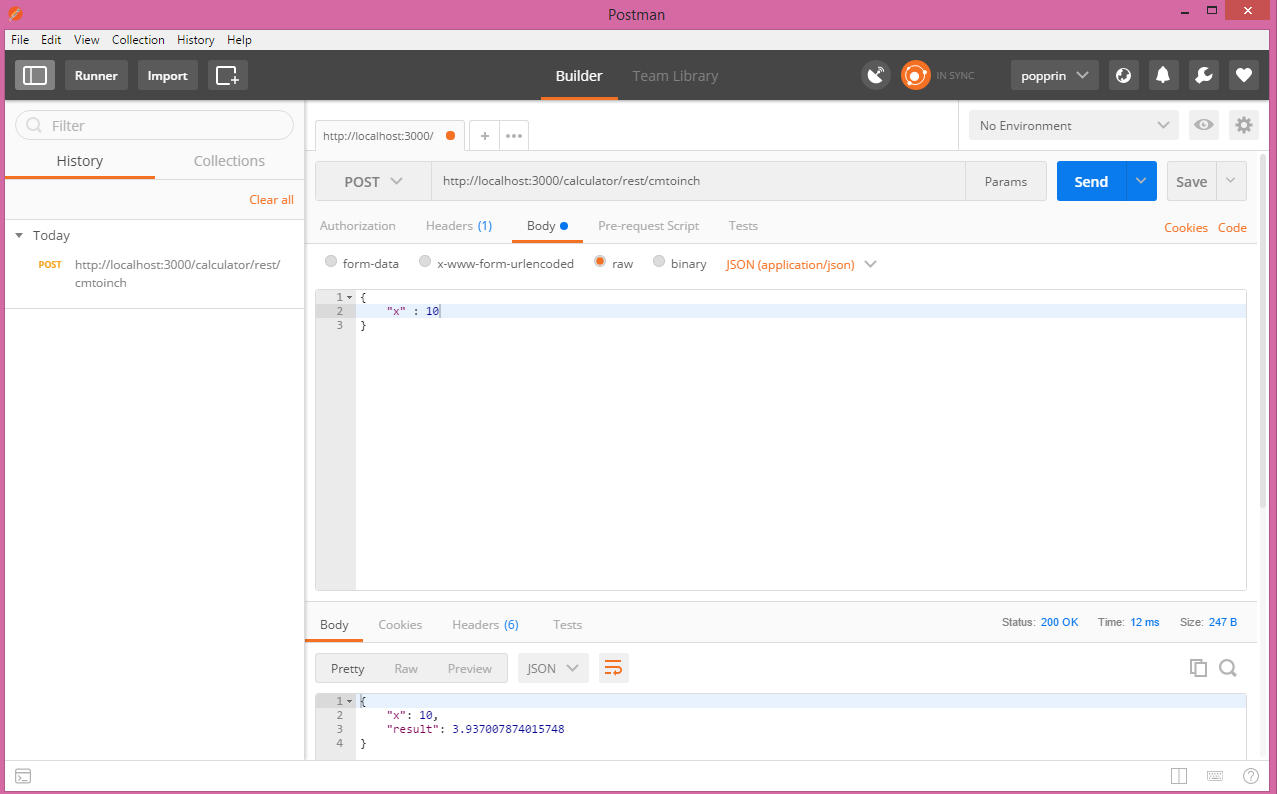 Postman
File Edit View Collection History Help
Runner Import Builder Team Library IN SYNC popprin
Filter
History Collections
Clear all
Today
POST http://localhost:3000/calculator/rest/
cmtoinch
http://localhost:3000/ + No Environment
POST http://localhost:3000/calculator/rest/cmtoinch Params Send Save
Authorization Headers (1) Body Pre-request Script Tests Cookies Code
form-data x-www-form-urlencoded raw binary JSON (application/json)
1 {
2 "x" : 10
3 }
Body Cookies Headers (6) Tests Status: 200 OK Time: 12 ms Size: 247 B
Pretty Raw Preview JSON
1 {
2 "x": 10,
3 "result": 3.937007874015748
4 }